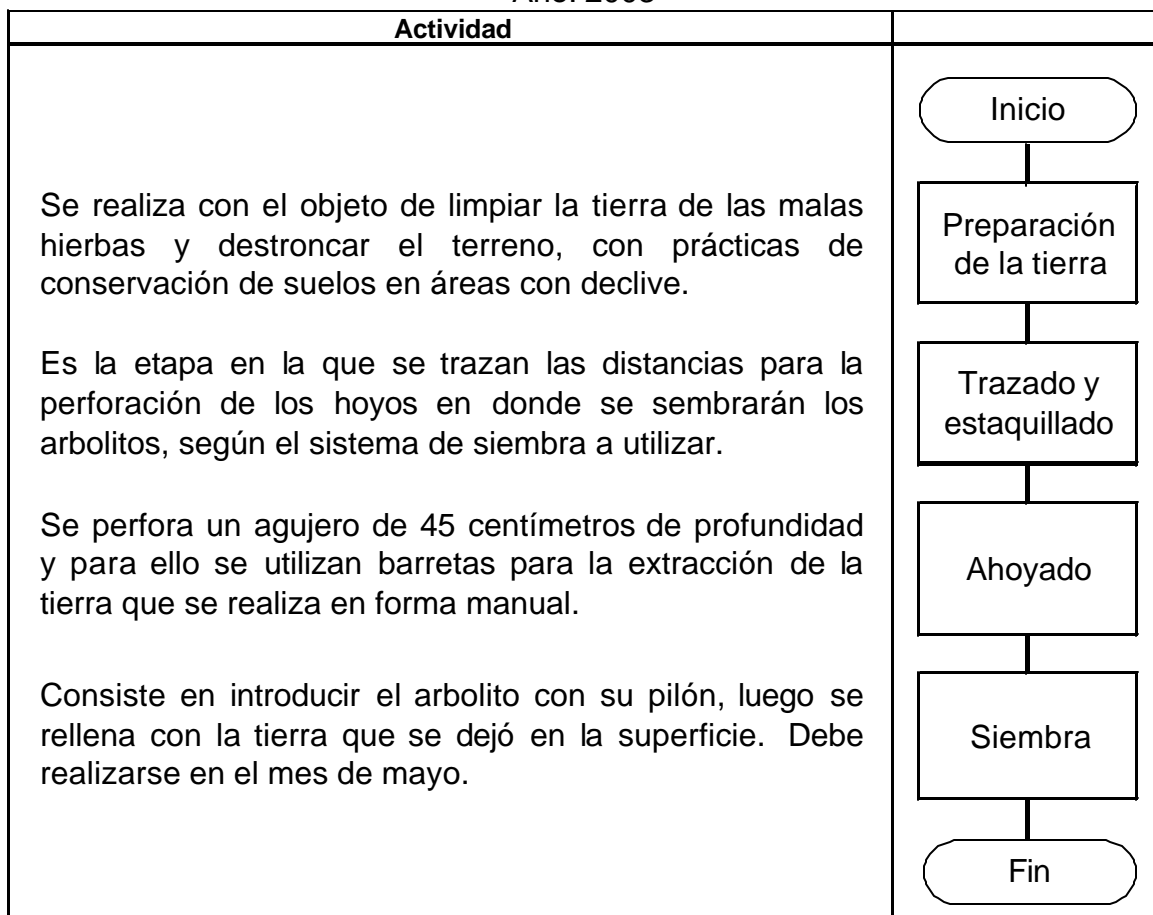 Actividad
Inicio
Se realiza con el objeto de limpiar la tierra de las malas
hierbas y destroncar el terreno, con prácticas de
conservación de suelos en áreas con declive.
Preparación
de la tierra
Es la etapa en la que se trazan las distancias para la
perforación de los hoyos en donde se sembrarán los
arbolitos, según el sistema de siembra a utilizar.
Trazado y
estaquillado
Se perfora un agujero de 45 centímetros de profundidad
y para ello se utilizan barretas para la extracción de la
tierra que se realiza en forma manual.
Ahoyado
Consiste en introducir el arbolito con su pilón, luego se
rellena con la tierra que se dejó en la superficie. Debe
realizarse en el mes de mayo.
Siembra
Fin